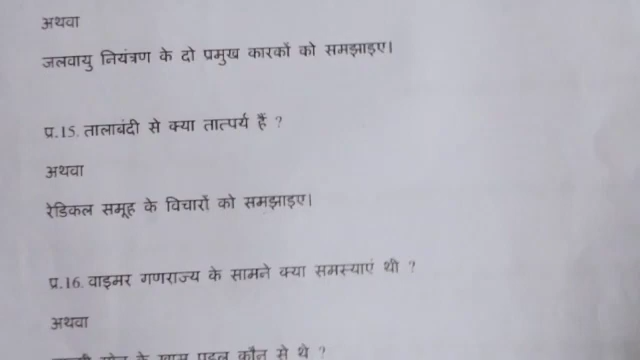 अथवा
जलवायु नियंत्रण के दो प्रमुख कारकों को समझाइए।
प्र.15. तालाबंदी से क्या तात्पर्य हैं ?
अथवा
रेडिकल समूह के विचारों को समझाइए।
प्र.16. वाइमर गणराज्य के सामने क्या समस्याएं थी ?
अथवा
के खास पहलू कौन से थे ?